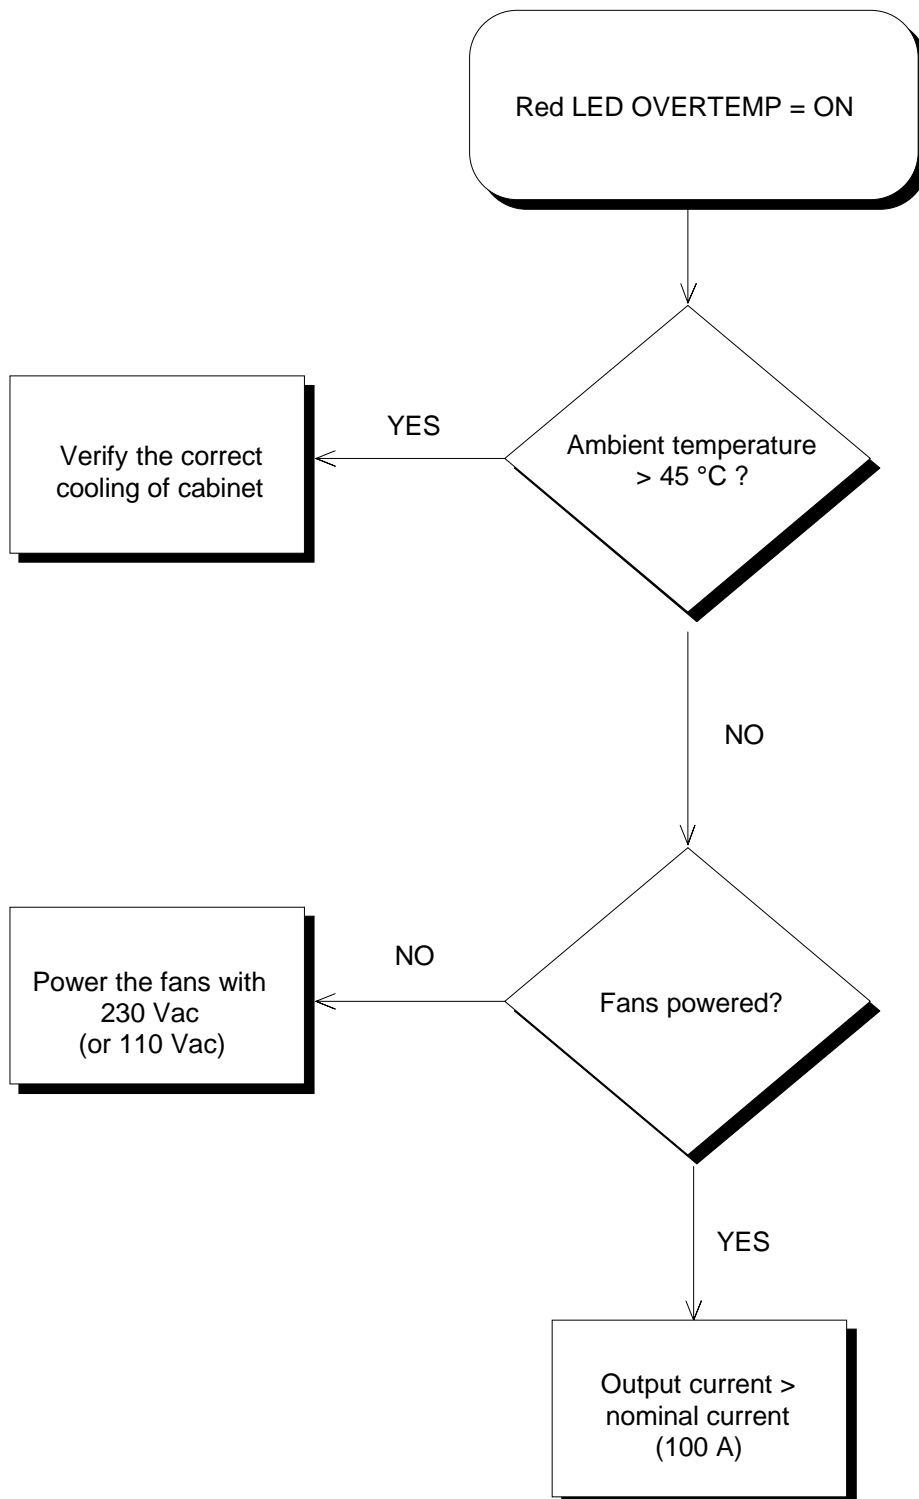 Red LED OVERTEMP = ON
YES
Ambient temperature
> 45 °C ?
Verify the correct
cooling of cabinet
NO
NO
Fans powered?
Power the fans with
230 Vac
(or 110 Vac)
YES
Output current >
nominal current
(100 A)